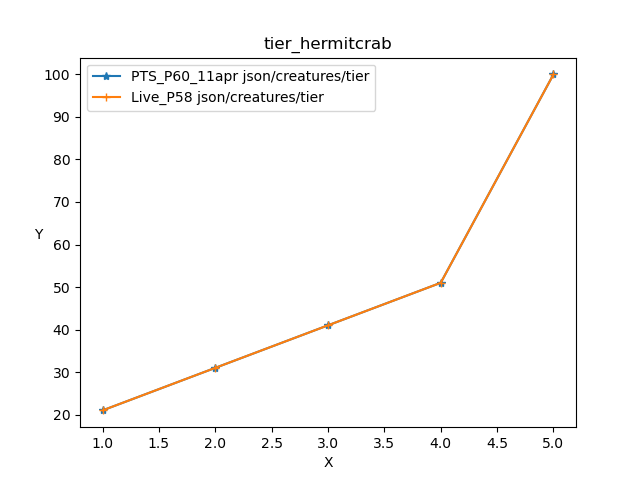 tier_hermitcrab
PTS_P60_11apr json/creatures/tier
Live_P58 json/creatures/tier
100
90
80
70
60
50
40
30
20
Y
1.0 1.5 2.0 2.5 3.0 3.5 4.0 4.5 5.0
X